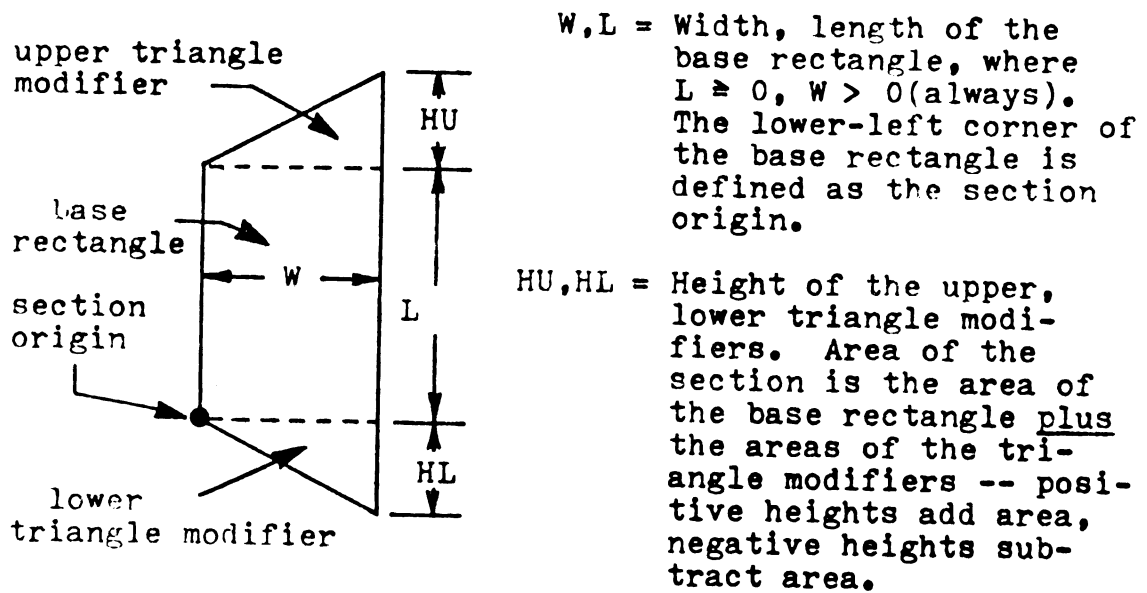 upper triangle
modifier
HU
base
rectangle
W
section
origin
L
HL
lower
triangle modifier
W,L = Width, length of the
base rectangle, where
L ≥ 0, W > 0(always).
The lower-left corner of
the base rectangle is
defined as the section
origin.
HU,HL = Height of the upper,
lower triangle modi-
fiers. Area of the
section is the area of
the base rectangle plus
the areas of the tri-
angle modifiers -- posi-
tive heights add area,
negative heights sub-
tract area.